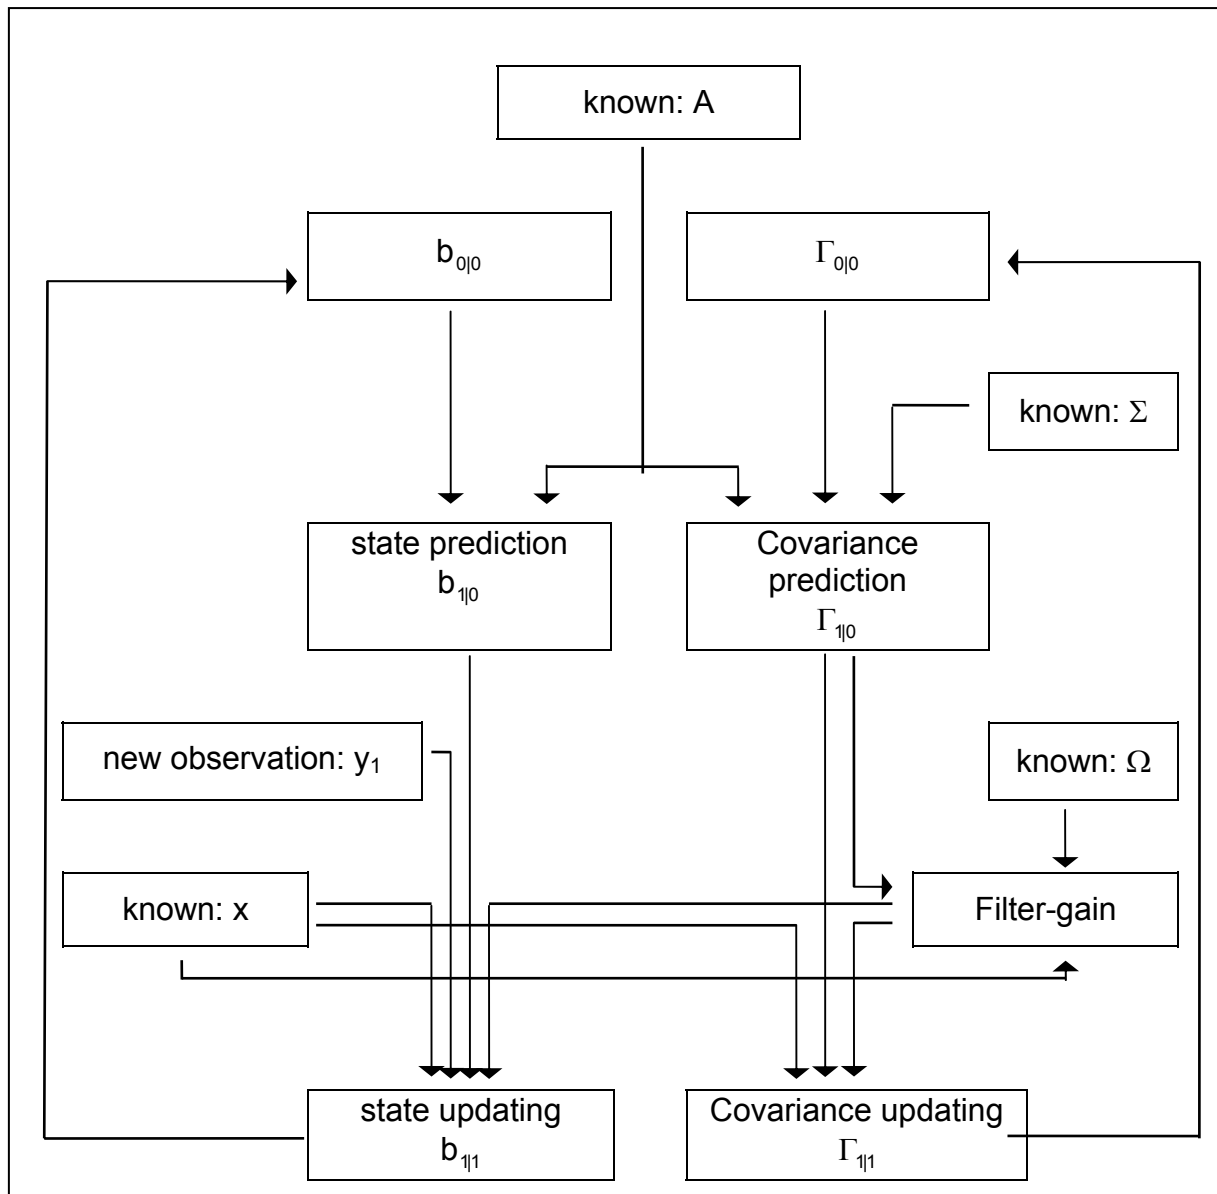 known: A
b0|0
Γ0|0
known: Σ
state prediction
b1|0
Covariance
prediction
Γ1|0
new observation: y1
known: Ω
known: x
Filter-gain
state updating
b1|1
Covariance updating
Γ1|1